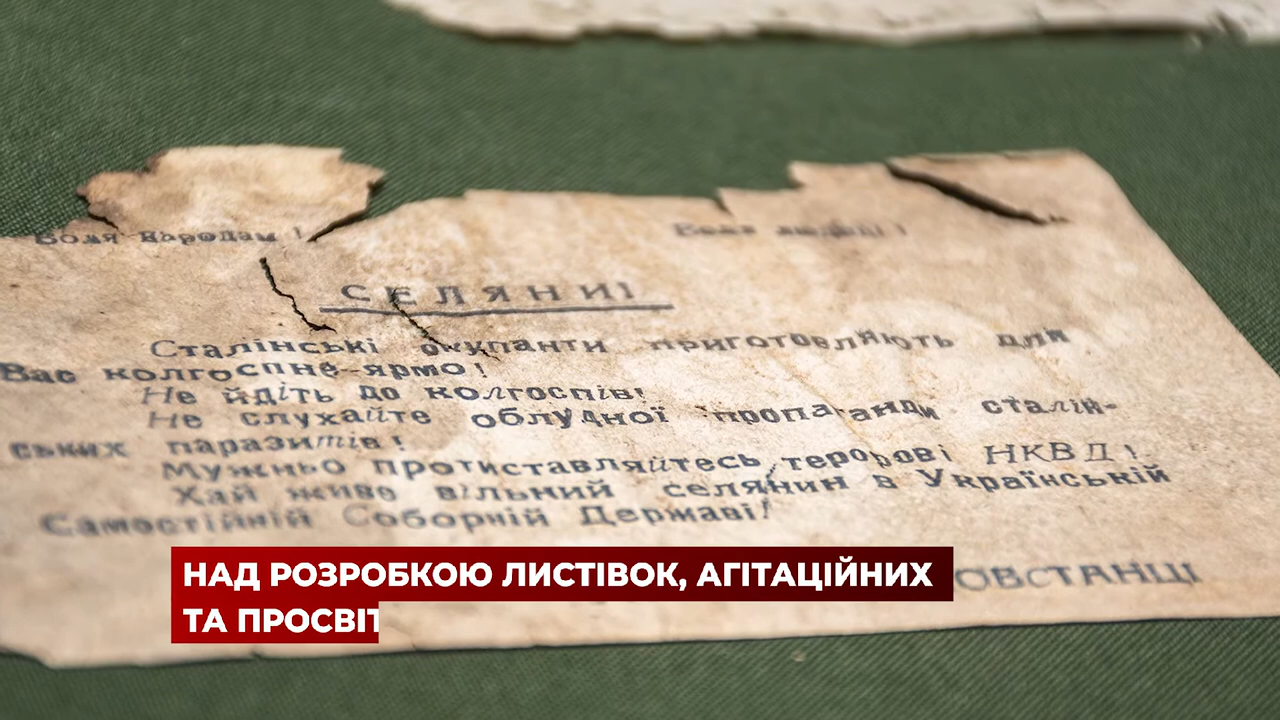 Воля народам! Воля людині!
СЕЛЯНИ!
Сталінські окупанти приготовляють для
Вас колгоспне-ярмо!
Не йдіть до колгоспів!
Не слухайте облудної пропаганди сталін-
ських паразитів!
Мужньо протиставляйтесь теророві НКВД!
Хай живе вільний селянин в Українській
Самостійній Соборній Державі!
ОВСТАНЦІ
НАД РОЗРОБКОЮ ЛИСТІВОК, АГІТАЦІЙНИХ
ТА ПРОСВІТ